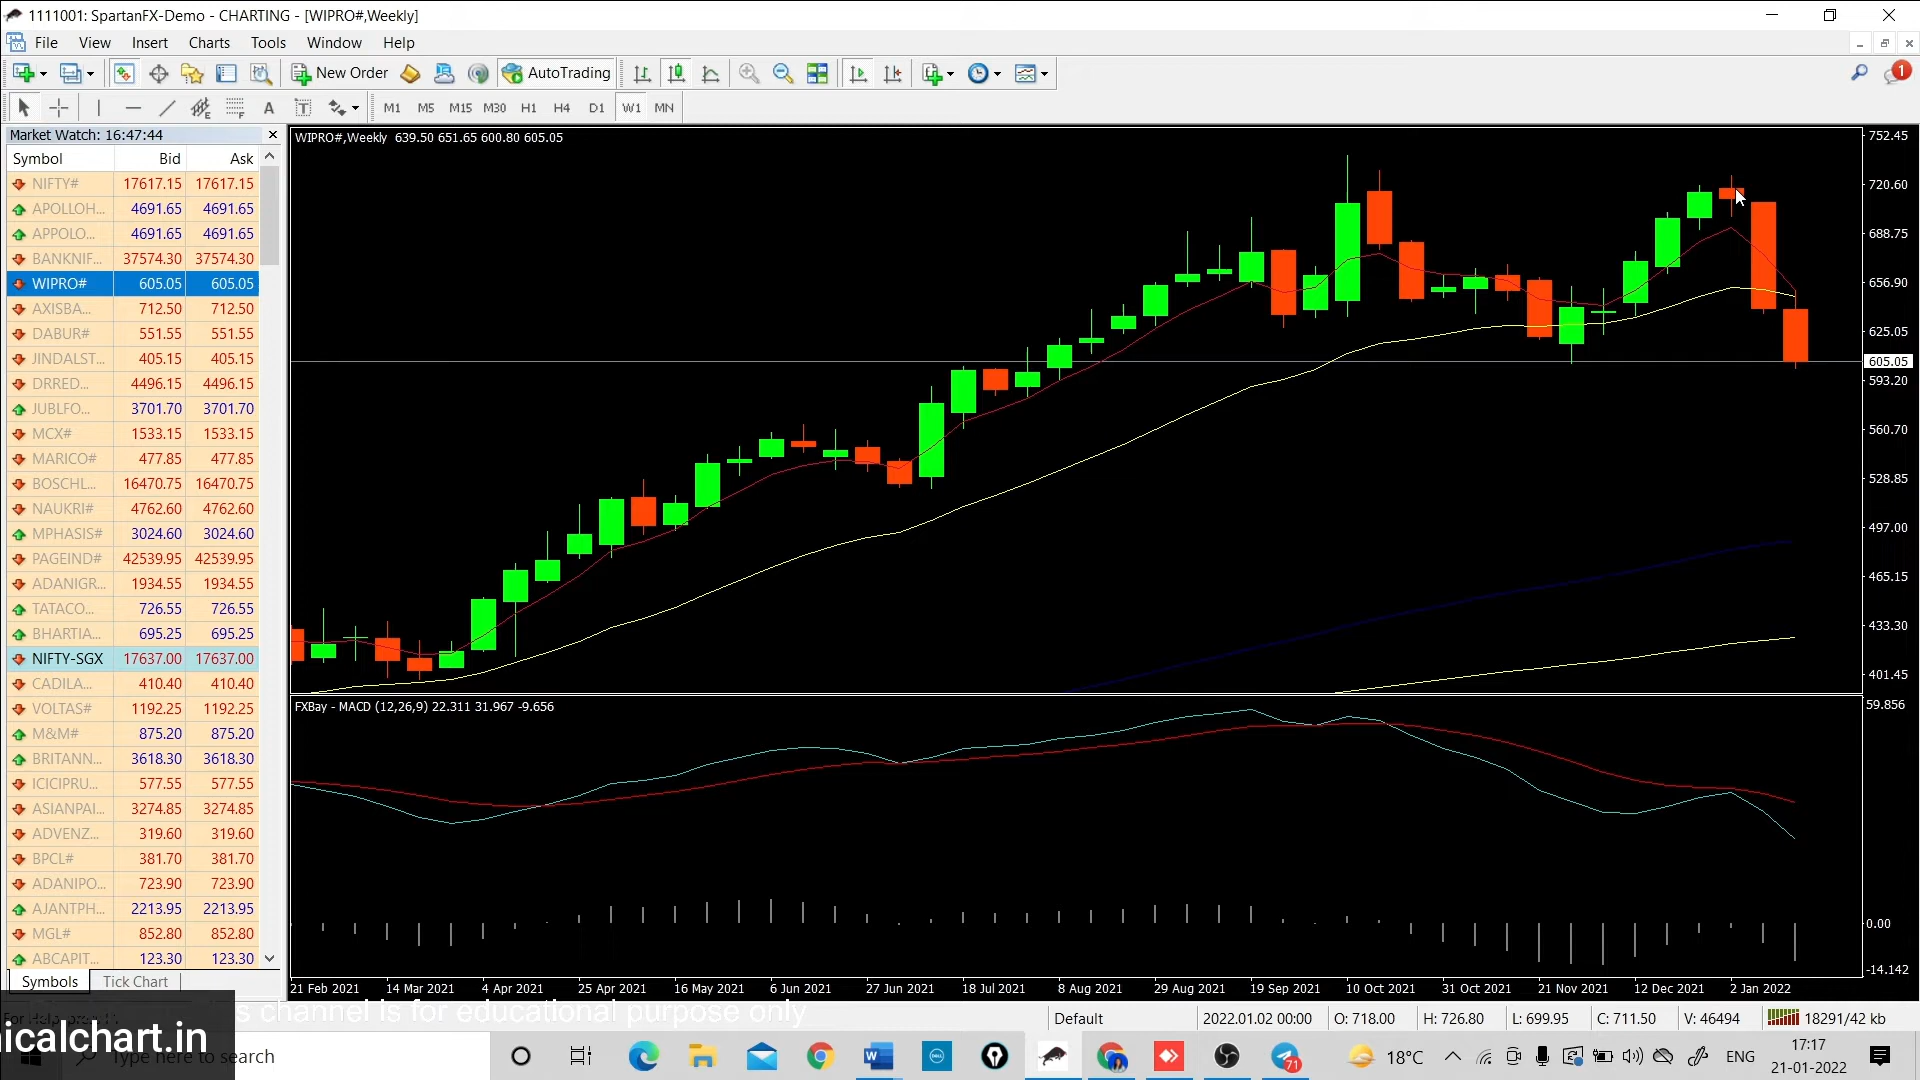 1111001: SpartanFX-Demo - CHARTING - [WIPRO#,Weekly]
File View Insert Charts Tools Window Help
New Order AutoTrading 1
A T M1 M5 M15 M30 H1 H4 D1 W1 MN
Market Watch: 16:47:44
Symbol Bid Ask
NIFTY# 17617.15 17617.15
APOLLOH... 4691.65 4691.65
APPOLO... 4691.65 4691.65
BANKNIF... 37574.30 37574.30
WIPRO# 605.05 605.05
AXISBA... 712.50 712.50
DABUR# 551.55 551.55
JINDALST... 405.15 405.15
DRRED... 4496.15 4496.15
JUBLFO... 3701.70 3701.70
MCX# 1533.15 1533.15
MARICO# 477.85 477.85
BOSCHL... 16470.75 16470.75
NAUKRI# 4762.60 4762.60
MPHASIS# 3024.60 3024.60
PAGEIND# 42539.95 42539.95
ADANIGR... 1934.55 1934.55
TATACO... 726.55 726.55
BHARTIA... 695.25 695.25
NIFTY-SGX 17637.00 17637.00
CADILA... 410.40 410.40
VOLTAS# 1192.25 1192.25
M&M# 875.20 875.20
BRITANN... 3618.30 3618.30
ICICIPRU... 577.55 577.55
ASIANPAI... 3274.85 3274.85
ADVENZ... 319.60 319.60
BPCL# 381.70 381.70
ADANIPO... 723.90 723.90
AJANTPH... 2213.95 2213.95
MGL# 852.80 852.80
ABCAPIT... 123.30 123.30
Symbols Tick Chart
WIPRO#,Weekly 639.50 651.65 600.80 605.05
752.45
720.60
688.75
656.90
625.05
605.05
593.20
560.70
528.85
497.00
465.15
433.30
401.45
FXBay - MACD (12,26,9) 22.311 31.967 -9.656
59.856
0.00
-14.142
21 Feb 2021 14 Mar 2021 4 Apr 2021 25 Apr 2021 16 May 2021 6 Jun 2021 27 Jun 2021 18 Jul 2021 8 Aug 2021 29 Aug 2021 19 Sep 2021 10 Oct 2021 31 Oct 2021 21 Nov 2021 12 Dec 2021 2 Jan 2022
s channel is for educational purpose only
Default 2022.01.02 00:00 O: 718.00 H: 726.80 L: 699.95 C: 711.50 V: 46494 18291/42 kb
icalchart.in
Type here to search
71 18°C ENG 17:17
21-01-2022